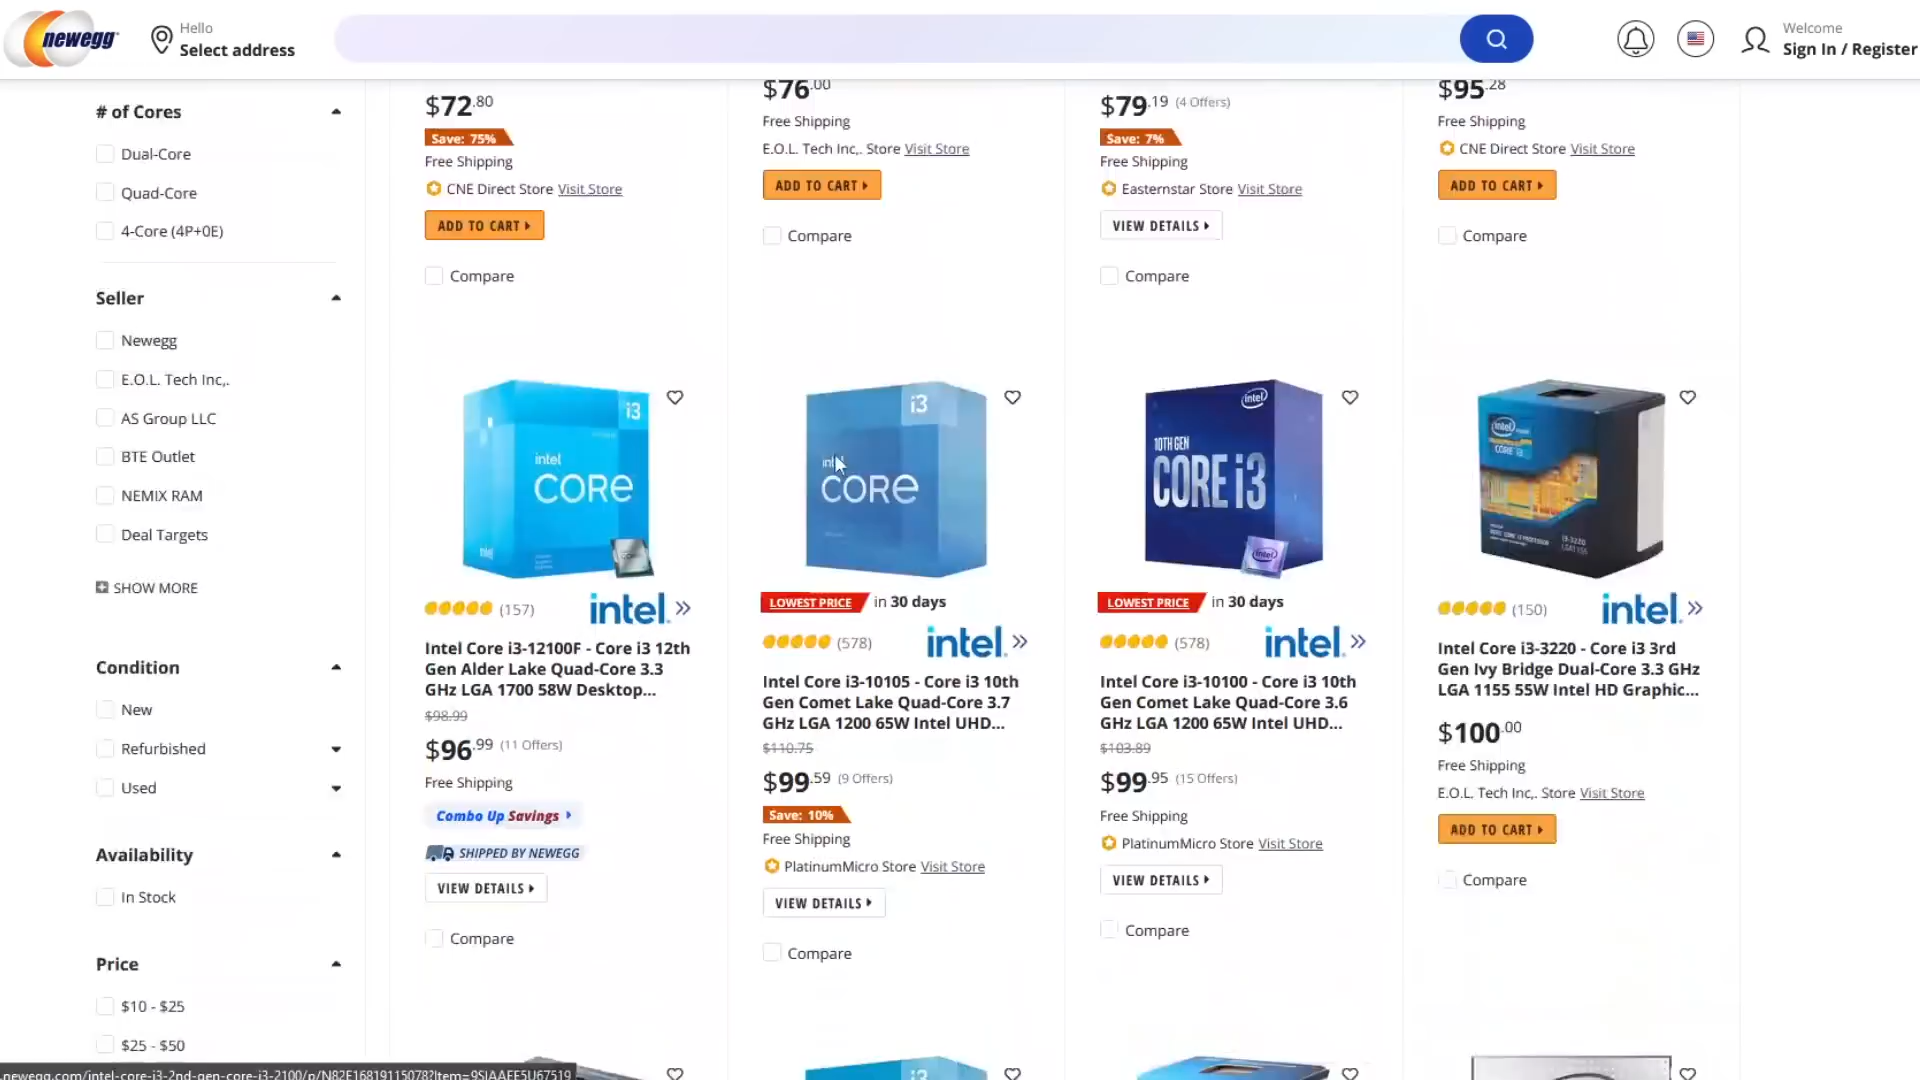 newegg
Hello
Select address
Welcome
Sign In / Register
# of Cores
Dual-Core
Quad-Core
4-Core (4P+0E)
Seller
Newegg
E.O.L. Tech Inc,.
AS Group LLC
BTE Outlet
NEMIX RAM
Deal Targets
SHOW MORE
Condition
New
Refurbished
Used
Availability
In Stock
Price
$10 - $25
$25 - $50
$72.80
Save: 75%
Free Shipping
CNE Direct Store Visit Store
ADD TO CART
Compare
$76.00
Free Shipping
E.O.L. Tech Inc,. Store Visit Store
ADD TO CART
Compare
$79.19 (4 Offers)
Save: 7%
Free Shipping
Easternstar Store Visit Store
VIEW DETAILS
Compare
$95.28
Free Shipping
CNE Direct Store Visit Store
ADD TO CART
Compare
i3
intel
CORE
intel
(157)
intel.
Intel Core i3-12100F - Core i3 12th
Gen Alder Lake Quad-Core 3.3
GHz LGA 1700 58W Desktop...
$98.99
$96.99 (11 Offers)
Free Shipping
Combo Up Savings
SHIPPED BY NEWEGG
VIEW DETAILS
Compare
i3
intel
CORE
LOWEST PRICE in 30 days
(578)
intel.
Intel Core i3-10105 - Core i3 10th
Gen Comet Lake Quad-Core 3.7
GHz LGA 1200 65W Intel UHD...
$110.75
$99.59 (9 Offers)
Save: 10%
Free Shipping
PlatinumMicro Store Visit Store
VIEW DETAILS
Compare
intel
10TH GEN
CORE i3
intel
LOWEST PRICE in 30 days
(578)
intel.
Intel Core i3-10100 - Core i3 10th
Gen Comet Lake Quad-Core 3.6
GHz LGA 1200 65W Intel UHD...
$103.89
$99.95 (15 Offers)
Free Shipping
PlatinumMicro Store Visit Store
VIEW DETAILS
Compare
intel
CORE i3
i3-3220
LGA1155
(150)
intel.
Intel Core i3-3220 - Core i3 3rd
Gen Ivy Bridge Dual-Core 3.3 GHz
LGA 1155 55W Intel HD Graphic...
$100.00
Free Shipping
E.O.L. Tech Inc,. Store Visit Store
ADD TO CART
Compare
i3
.newegg.com/intel-core-i3-2nd-gen-core-i3-2100/p/N82E16819115078?Item=9SIAAEE5U67519